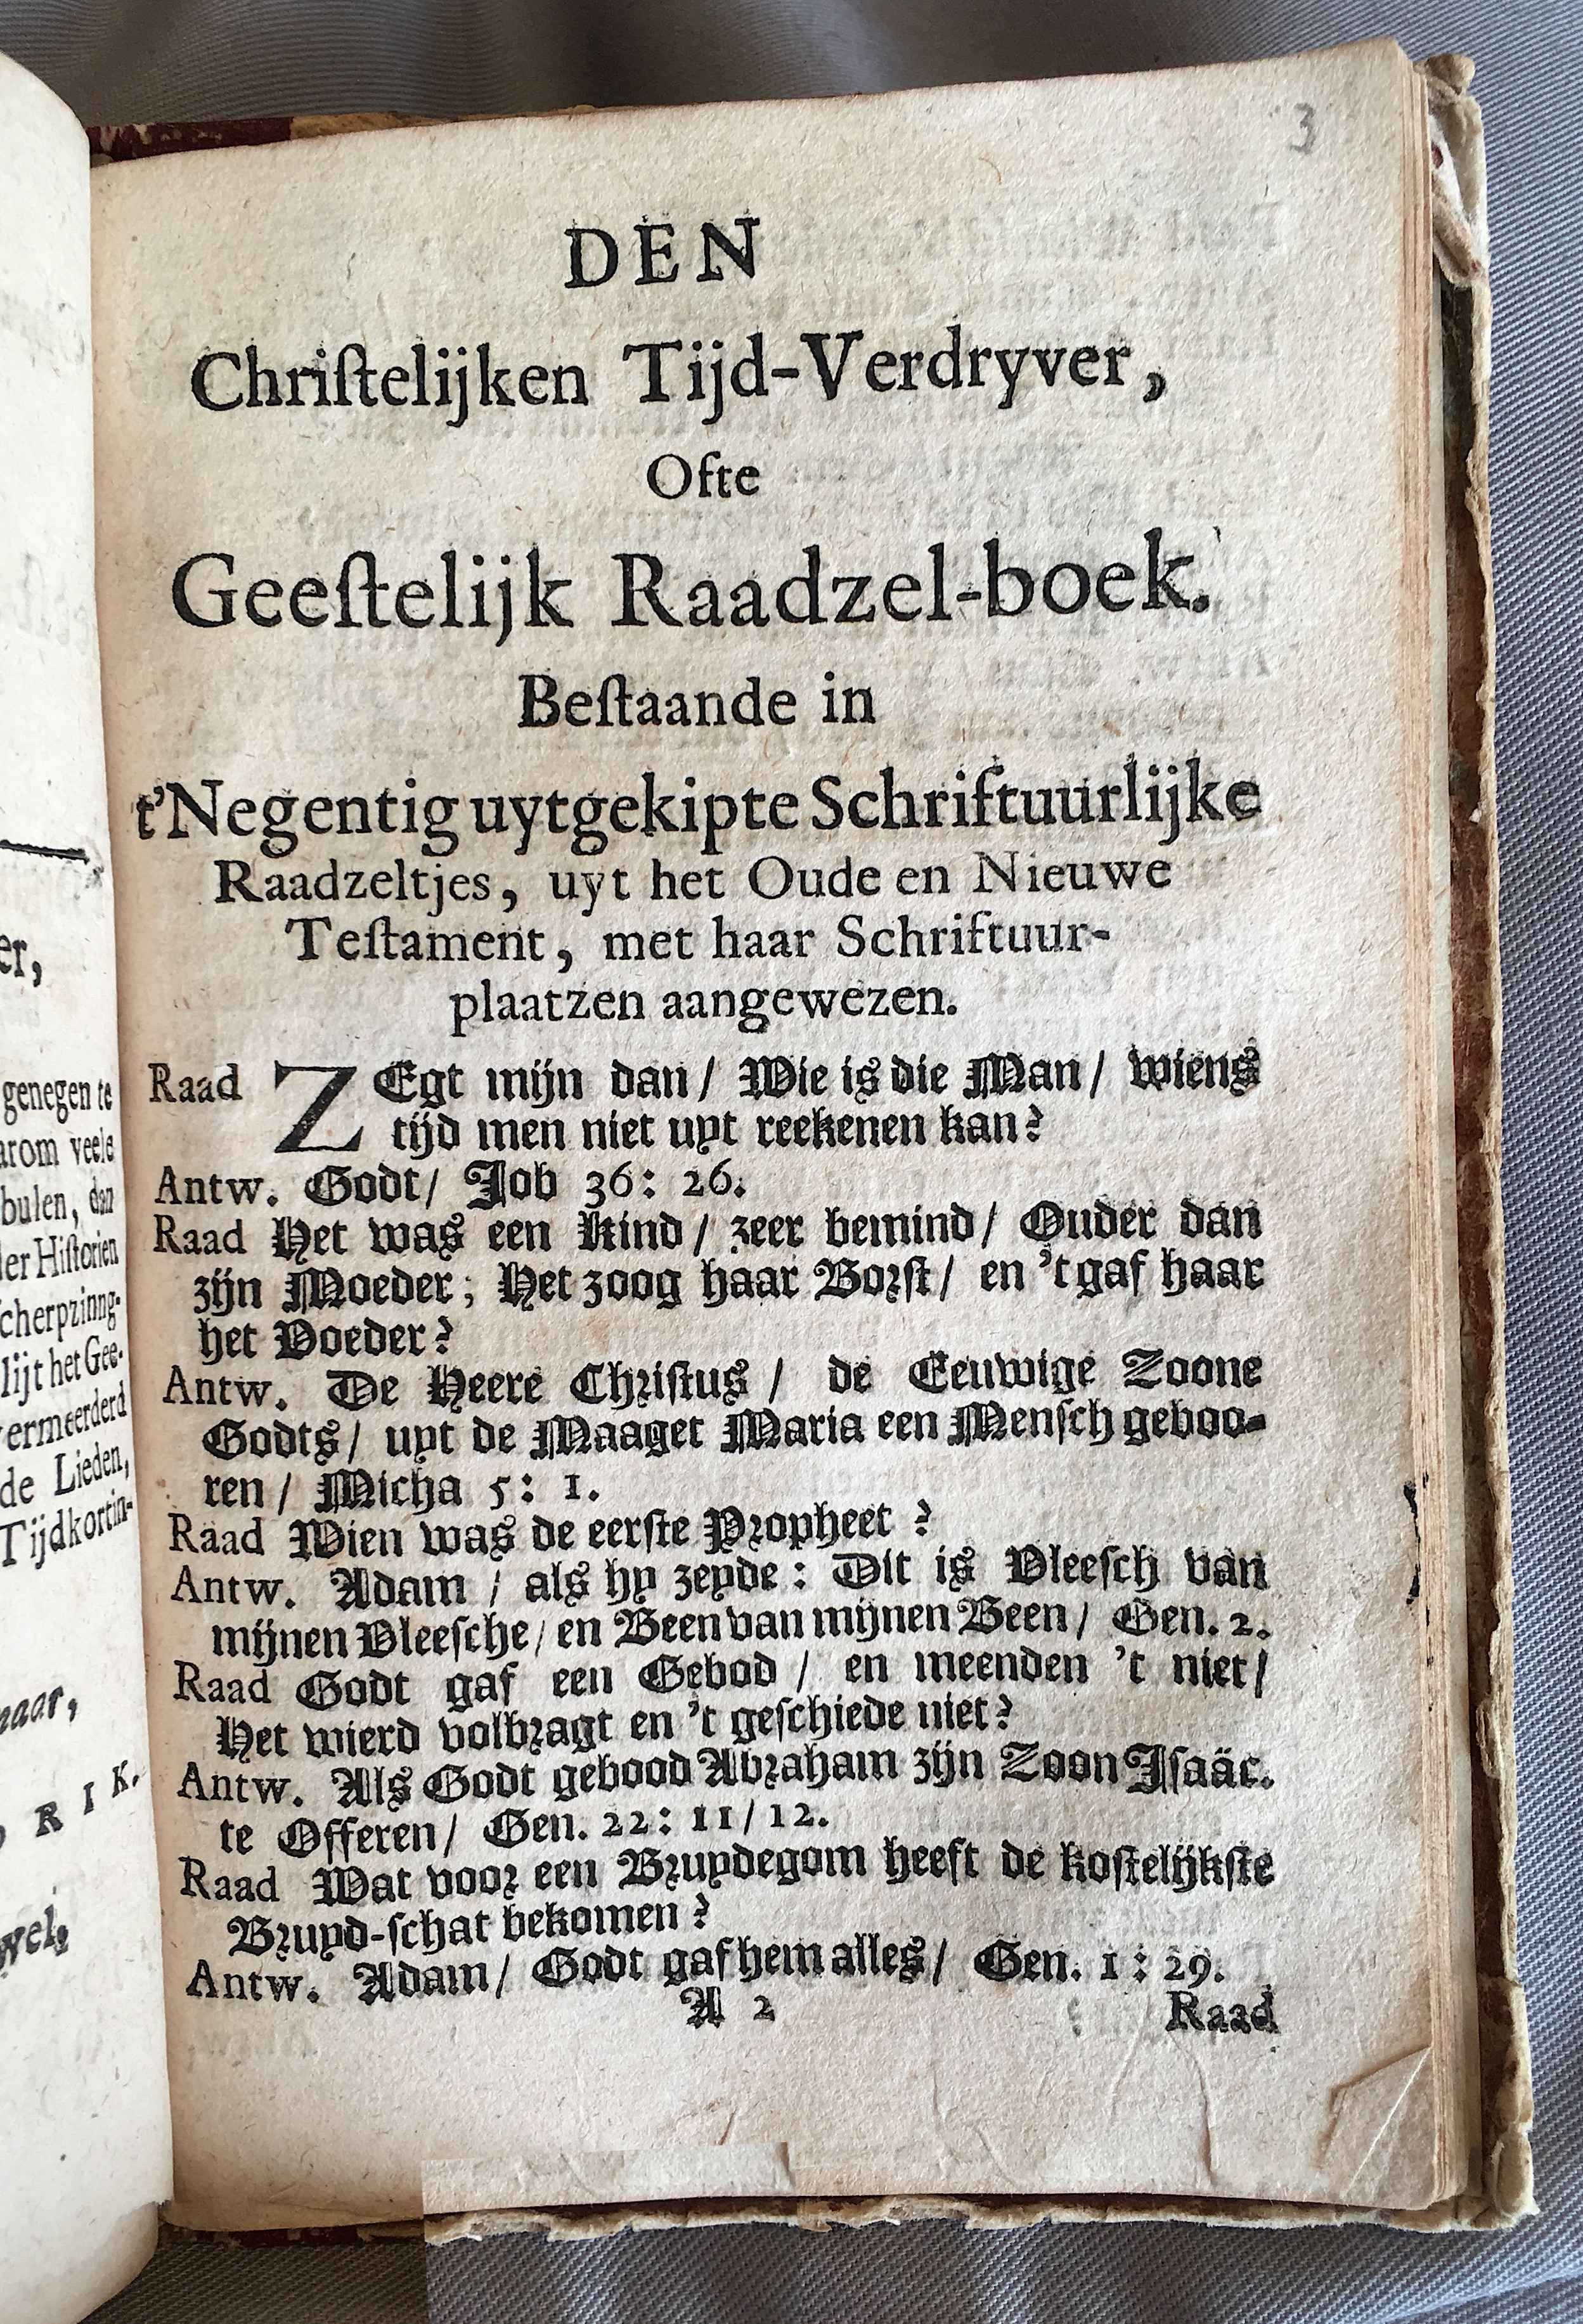 3
DEN
Chriſtelijken Tijd-Verdryver,
Ofte
Geeſtelijk Raadzel-boek.
Beſtaande in
t'Negentig uytgekipte Schriftuurlijke
Raadzeltjes, uyt het Oude en Nieuwe
Teſtament, met haar Schriftuur-
plaatzen aangewezen.
Raad ZEgt mijn dan / Wie is die Man / wiens
tijd men niet uyt reekenen kan?
Antw. Godt / Job 36: 26.
Raad Het was een Kind / zeer bemind / Ouder dan
zijn Moeder; Het zoog haar Borſt / en 't gaf haar
het Voeder?
Antw. De Heere Chriſtus / de Eeuwige Zoone
Godts / uyt de Maaget Maria een Menſch geboo-
ren / Micha 5: 1.
Raad Wien was de eerſte Propheet?
Antw. Adam / als hy zeyde: Dit is Vleeſch van
mijnen Vleeſche / en Been van mijnen Been / Gen. 2.
Raad Godt gaf een Gebod / en meenden 't niet /
Het wierd volbragt en 't geſchiede niet?
Antw. Als Godt gebood Abraham zijn Zoon Iſaäc.
te Offeren / Gen. 22: 11 / 12.
Raad Wat voor een Bruydegom heeft de koſtelijkſte
Bruyd-ſchat bekomen?
Antw. Adam / Godt gaf hem alles / Gen. 1: 29.
A 2 Raad
er,
genegen te
veele
bulen, dan
Hiſtorien
lijt het Gee-
ermeerderd
de Lieden,
Tijdkortin-
R I K.